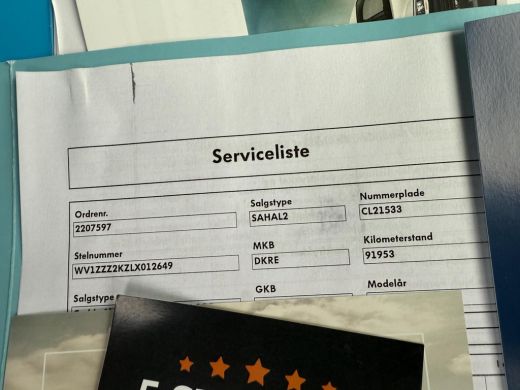 Serviceliste
Ordrenr.
2207597
Salgstype
SAHAL2
Nummerplade
CL21533
Stelnummer
WV1ZZZ2KZLX012649
MKB
DKRE
Kilometerstand
91953
Salgstype
GKB
Modelår